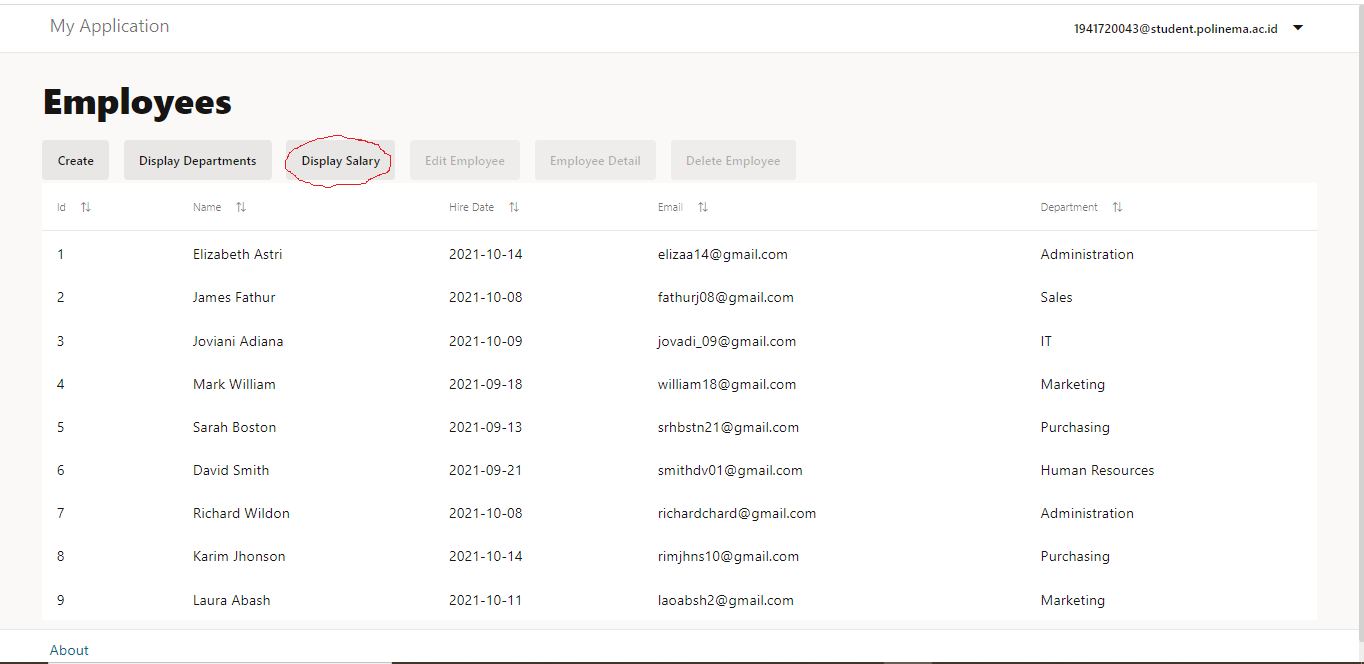 My Application
1941720043@student.polinema.ac.id
Employees
Create Display Departments Display Salary Edit Employee Employee Detail Delete Employee
Id Name Hire Date Email Department
1 Elizabeth Astri 2021-10-14 elizaa14@gmail.com Administration
2 James Fathur 2021-10-08 fathurj08@gmail.com Sales
3 Joviani Adiana 2021-10-09 jovadi_09@gmail.com IT
4 Mark William 2021-09-18 william18@gmail.com Marketing
5 Sarah Boston 2021-09-13 srhbstn21@gmail.com Purchasing
6 David Smith 2021-09-21 smithdv01@gmail.com Human Resources
7 Richard Wildon 2021-10-08 richardchard@gmail.com Administration
8 Karim Jhonson 2021-10-14 rimjhns10@gmail.com Purchasing
9 Laura Abash 2021-10-11 laoabsh2@gmail.com Marketing
About